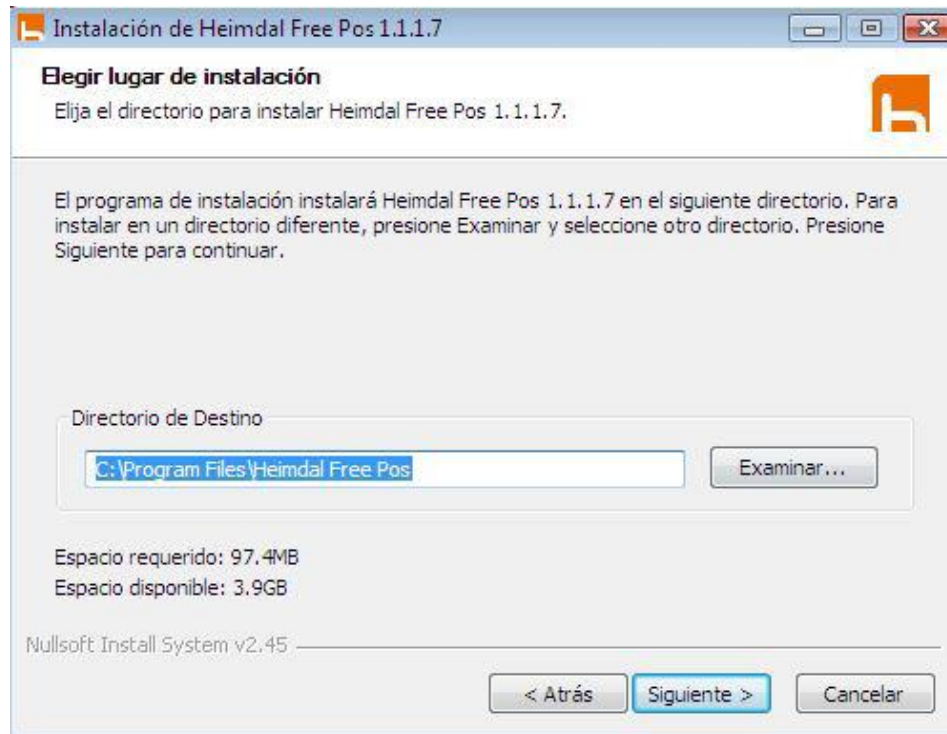 Instalación de Heimdal Free Pos 1.1.1.7
Elegir lugar de instalación
Elija el directorio para instalar Heimdal Free Pos 1.1.1.7.
El programa de instalación instalará Heimdal Free Pos 1.1.1.7 en el siguiente directorio. Para
instalar en un directorio diferente, presione Examinar y seleccione otro directorio. Presione
Siguiente para continuar.
Directorio de Destino
C:\Program Files\Heimdal Free Pos
Examinar...
Espacio requerido: 97.4MB
Espacio disponible: 3.9GB
Nullsoft Install System v2.45
< Atrás
Siguiente >
Cancelar